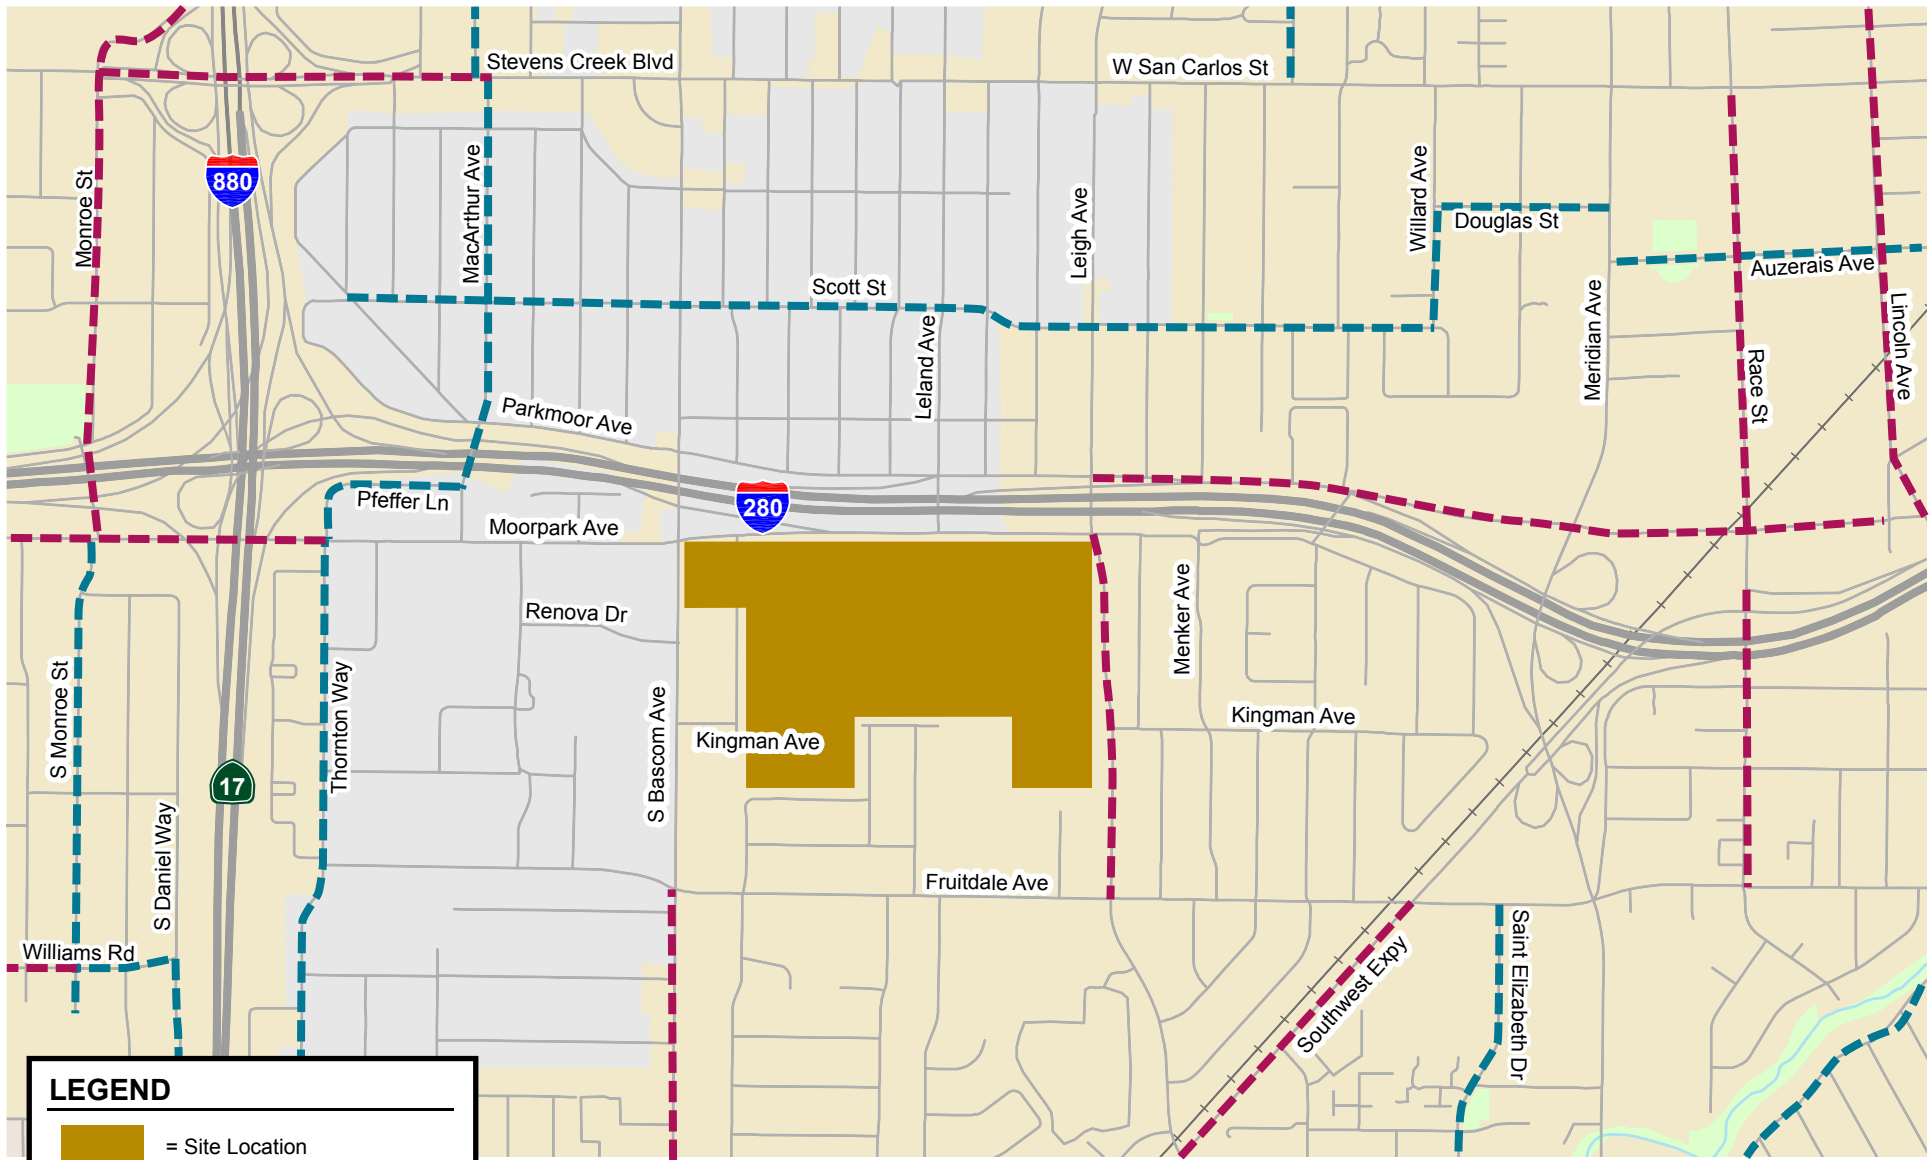 Stevens Creek Blvd
W San Carlos St
880
Monroe St
MacArthur Ave
Leigh Ave
Willard Ave
Douglas St
Auzerais Ave
Scott St
Meridian Ave
Lincoln Ave
Leland Ave
Race St
Parkmoor Ave
Pfeffer Ln
280
Moorpark Ave
Renova Dr
Menker Ave
S Monroe St
Thornton Way
S Bascom Ave
Kingman Ave
Kingman Ave
17
S Daniel Way
Fruitdale Ave
Williams Rd
Southwest Expy
Saint Elizabeth Dr
LEGEND
= Site Location